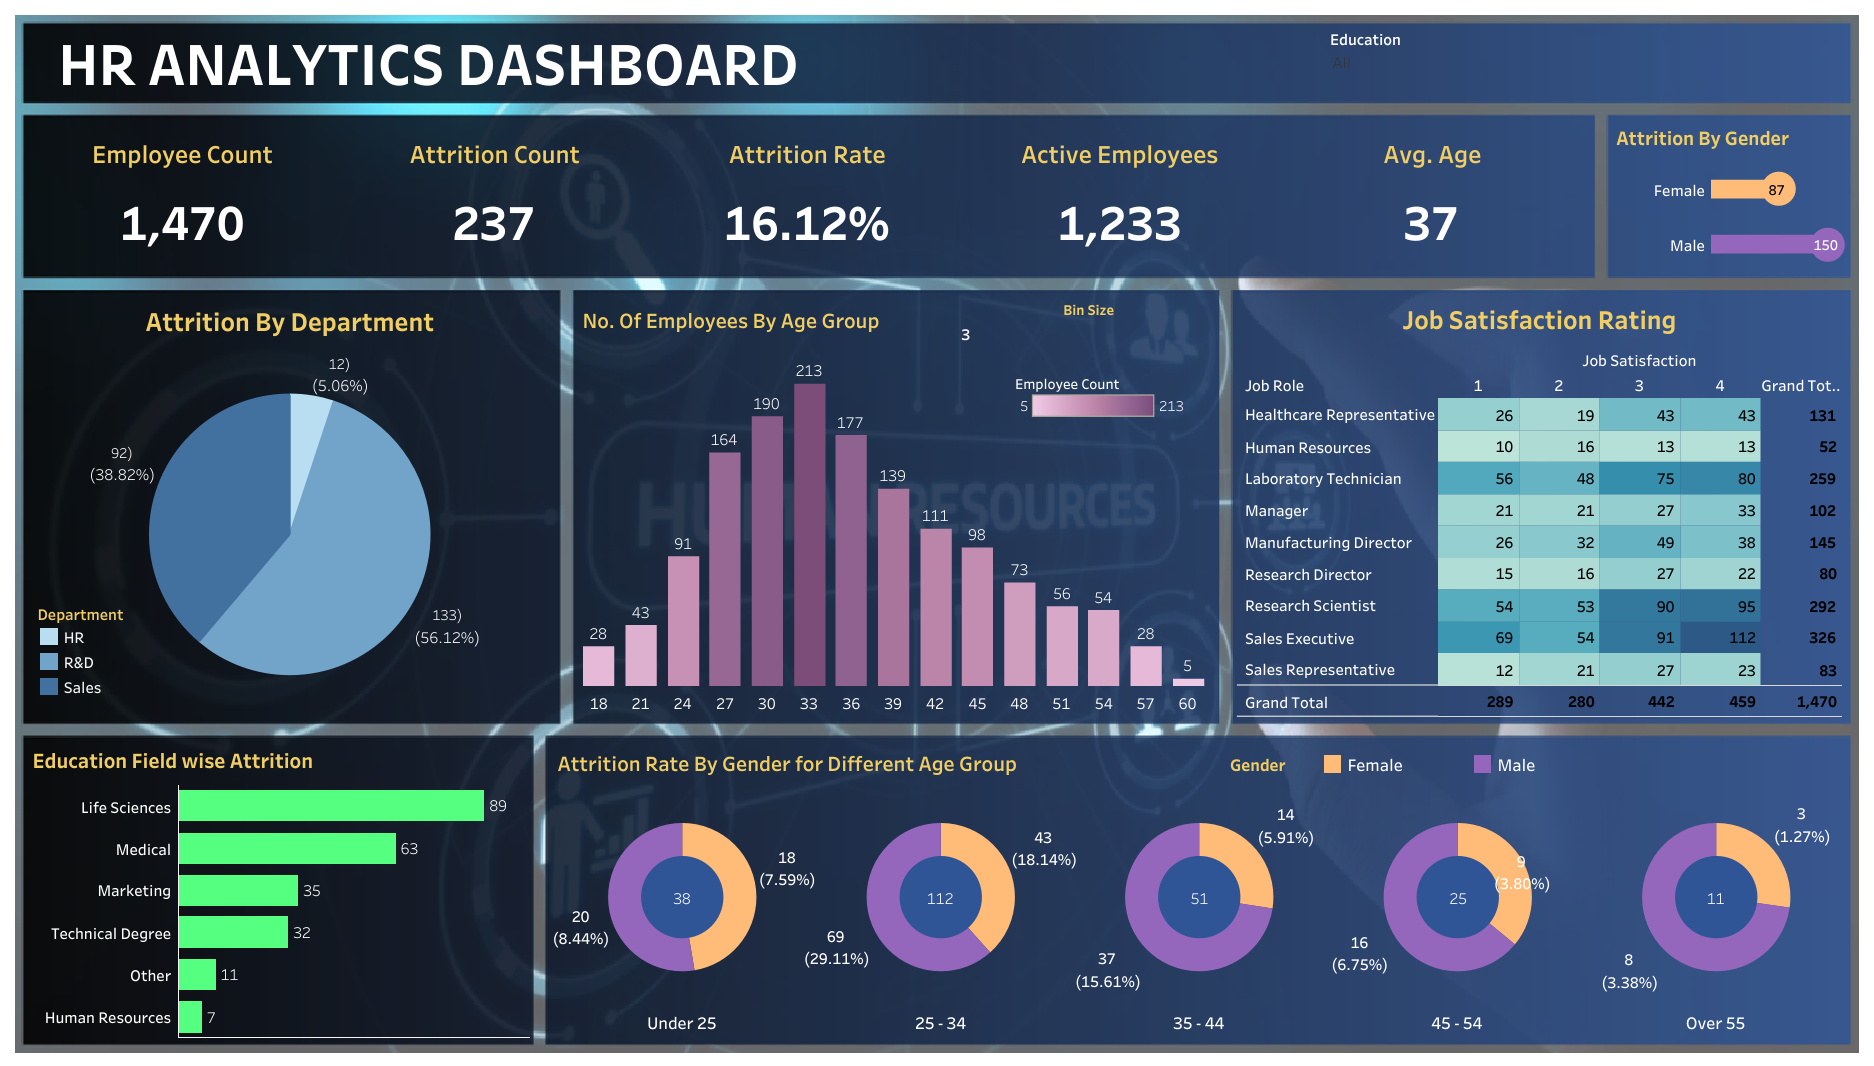 HR ANALYTICS DASHBOARD
Education
All
Employee Count
Attrition Count
Attrition Rate
Active Employees
Avg. Age
1,470
237
16.12%
1,233
37
Attrition By Gender
Female 87
Male 150
Attrition By Department
12)
(5.06%)
92)
(38.82%)
133)
(56.12%)
Department
HR
R&D
Sales
No. Of Employees By Age Group
Bin Size
3
Employee Count
5 213
28 43 91 164 190 213 177 139 111 98 73 56 54 28 5
18 21 24 27 30 33 36 39 42 45 48 51 54 57 60
HUMAN RESOURCES
Job Satisfaction Rating
Job Satisfaction
Job Role 1 2 3 4 Grand Tot..
Healthcare Representative 26 19 43 43 131
Human Resources 10 16 13 13 52
Laboratory Technician 56 48 75 80 259
Manager 21 21 27 33 102
Manufacturing Director 26 32 49 38 145
Research Director 15 16 27 22 80
Research Scientist 54 53 90 95 292
Sales Executive 69 54 91 112 326
Sales Representative 12 21 27 23 83
Grand Total 289 280 442 459 1,470
Education Field wise Attrition
Life Sciences 89
Medical 63
Marketing 35
Technical Degree 32
Other 11
Human Resources 7
Attrition Rate By Gender for Different Age Group
Gender Female Male
18
(7.59%)
38
20
(8.44%)
Under 25
43
(18.14%)
112
69
(29.11%)
25 - 34
14
(5.91%)
51
37
(15.61%)
35 - 44
9
(3.80%)
25
16
(6.75%)
45 - 54
3
(1.27%)
11
8
(3.38%)
Over 55